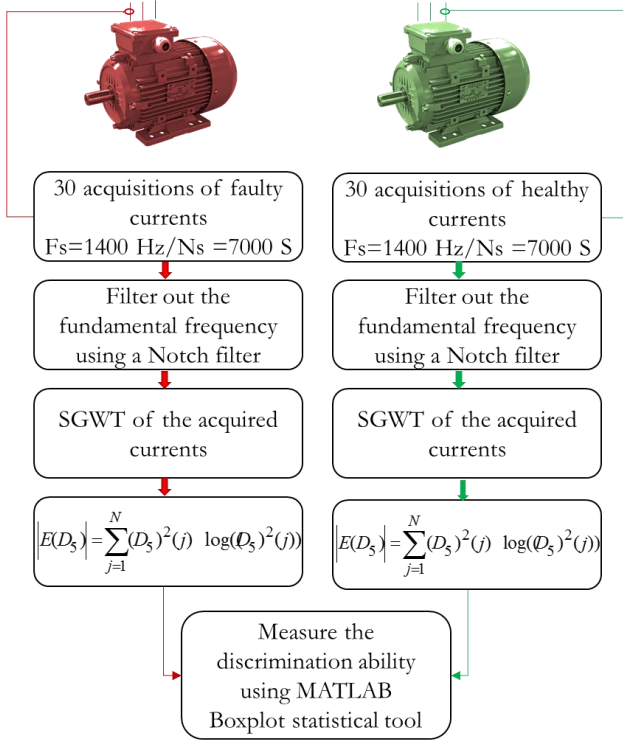 30 acquisitions of faulty
currents
Fs=1400 Hz/Ns =7000 S
Filter out the
fundamental frequency
using a Notch filter
SGWT of the acquired
currents
|E(D₅)| = ∑_{j=1}^{N} (D₅)²(j) log((D₅)²(j))
30 acquisitions of healthy
currents
Fs=1400 Hz/Ns =7000 S
Filter out the
fundamental frequency
using a Notch filter
SGWT of the acquired
currents
|E(D₅)| = ∑_{j=1}^{N} (D₅)²(j) log((D₅)²(j))
Measure the
discrimination ability
using MATLAB
Boxplot statistical tool